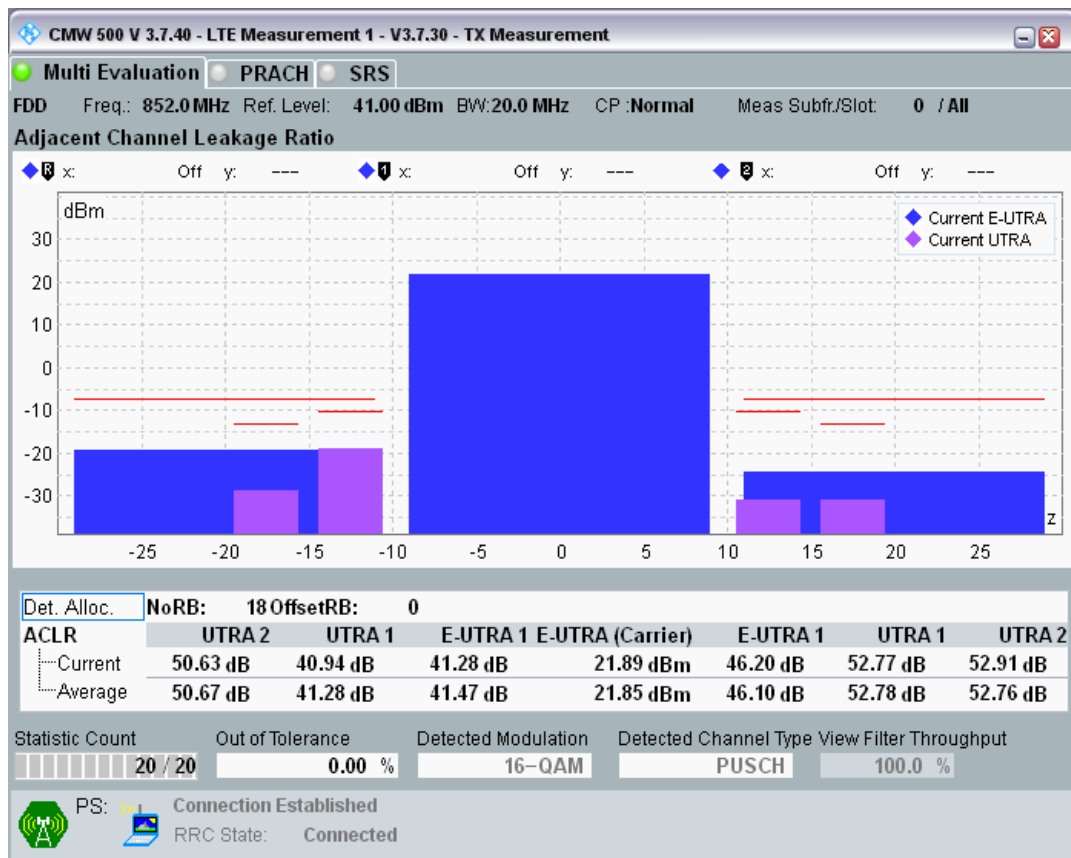 CMW 500 V 3.7.40 - LTE Measurement 1 - V3.7.30 - TX Measurement
Multi Evaluation PRACH SRS
FDD Freq.: 852.0 MHz Ref. Level: 41.00 dBm BW: 20.0 MHz CP : Normal Meas Subfr./Slot: 0 / All
Adjacent Channel Leakage Ratio
R x: Off y: --- 1 x: Off y: --- 2 x: Off y: ---
dBm
Current E-UTRA
Current UTRA
30
20
10
0
-10
-20
-30
z
-25 -20 -15 -10 -5 0 5 10 15 20 25
Det. Alloc. NoRB: 18 OffsetRB: 0
ACLR UTRA 2 UTRA 1 E-UTRA 1 E-UTRA (Carrier) E-UTRA 1 UTRA 1 UTRA 2
Current 50.63 dB 40.94 dB 41.28 dB 21.89 dBm 46.20 dB 52.77 dB 52.91 dB
Average 50.67 dB 41.28 dB 41.47 dB 21.85 dBm 46.10 dB 52.78 dB 52.76 dB
Statistic Count Out of Tolerance Detected Modulation Detected Channel Type View Filter Throughput
20 / 20 0.00 % 16-QAM PUSCH 100.0 %
PS: Connection Established
RRC State: Connected